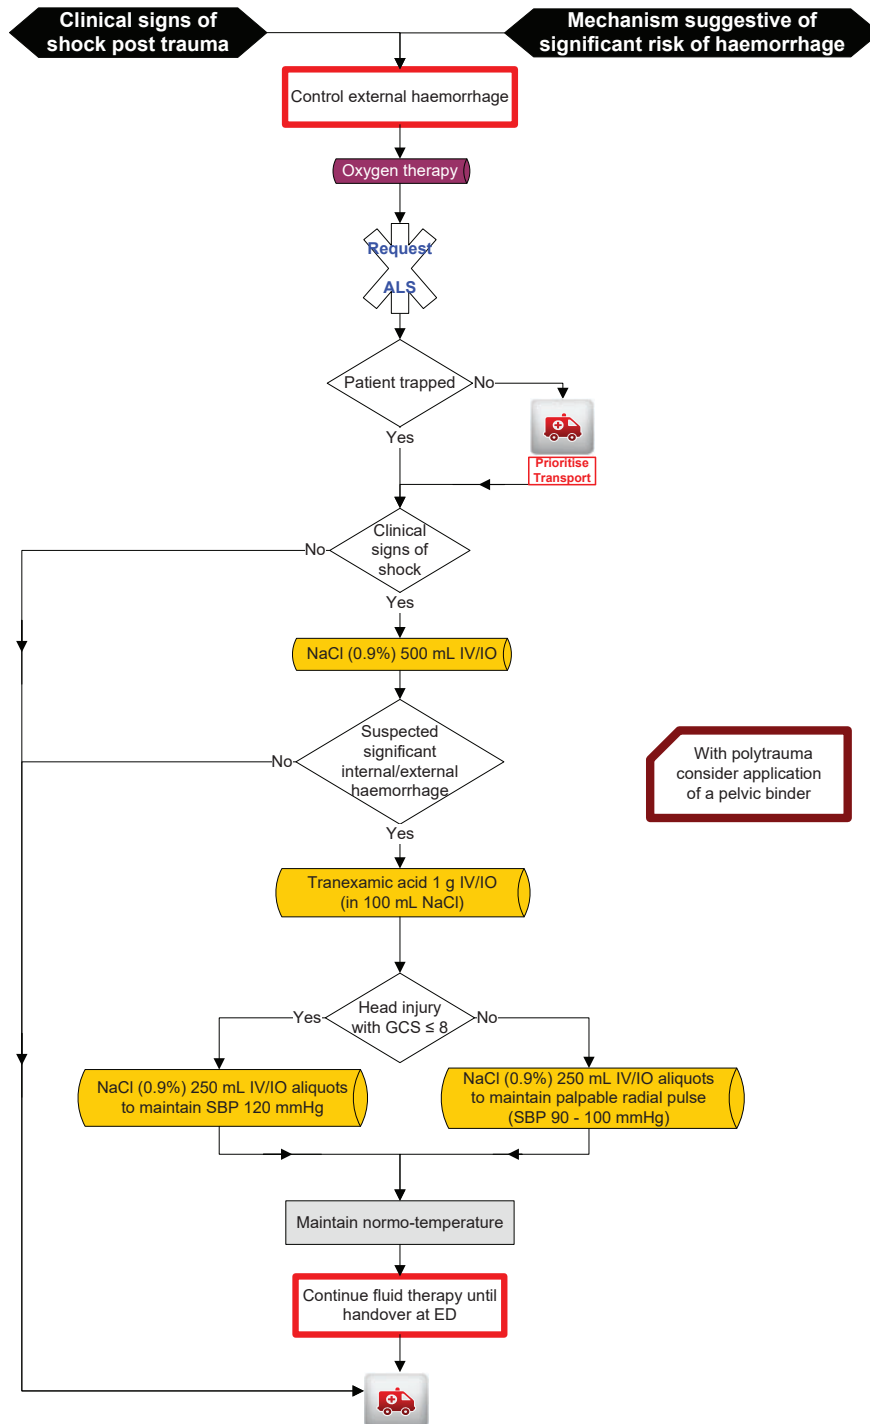 Clinical signs of
shock post trauma
Mechanism suggestive of
significant risk of haemorrhage
Control external haemorrhage
Oxygen therapy
Request
ALS
Patient trapped
No
Yes
Prioritise
Transport
Clinical
signs of
shock
No
Yes
NaCl (0.9%) 500 mL IV/IO
Suspected
significant
internal/external
haemorrhage
No
Yes
With polytrauma
consider application
of a pelvic binder
Tranexamic acid 1 g IV/IO
(in 100 mL NaCl)
Head injury
with GCS ≤ 8
Yes
No
NaCl (0.9%) 250 mL IV/IO aliquots
to maintain SBP 120 mmHg
NaCl (0.9%) 250 mL IV/IO aliquots
to maintain palpable radial pulse
(SBP 90 - 100 mmHg)
Maintain normo-temperature
Continue fluid therapy until
handover at ED